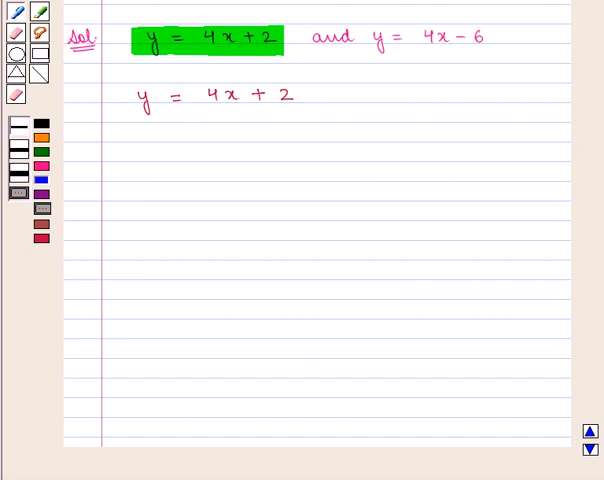 Sol. y = 4x + 2 and y = 4x - 6
y = 4x + 2